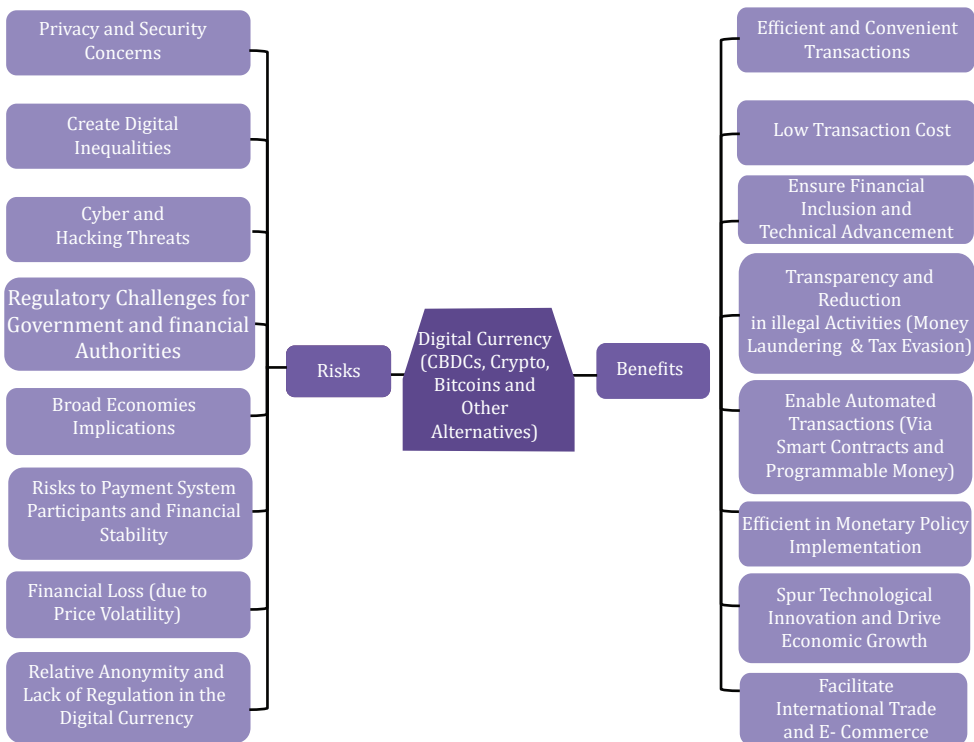 Privacy and Security
Concerns
Create Digital
Inequalities
Cyber and
Hacking Threats
Regulatory Challenges for
Government and financial
Authorities
Broad Economies
Implications
Risks to Payment System
Participants and Financial
Stability
Financial Loss (due to
Price Volatility)
Relative Anonymity and
Lack of Regulation in the
Digital Currency
Risks
Digital Currency
(CBDCs, Crypto,
Bitcoins and
Other
Alternatives)
Benefits
Efficient and Convenient
Transactions
Low Transaction Cost
Ensure Financial
Inclusion and
Technical Advancement
Transparency and
Reduction
in illegal Activities (Money
Laundering & Tax Evasion)
Enable Automated
Transactions (Via
Smart Contracts and
Programmable Money)
Efficient in Monetary Policy
Implementation
Spur Technological
Innovation and Drive
Economic Growth
Facilitate
International Trade
and E- Commerce